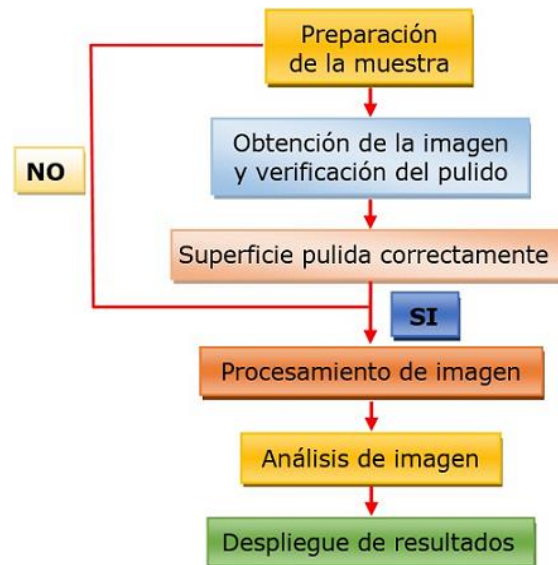 Preparación
de la muestra
Obtención de la imagen
y verificación del pulido
NO
Superficie pulida correctamente
SI
Procesamiento de imagen
Análisis de imagen
Despliegue de resultados